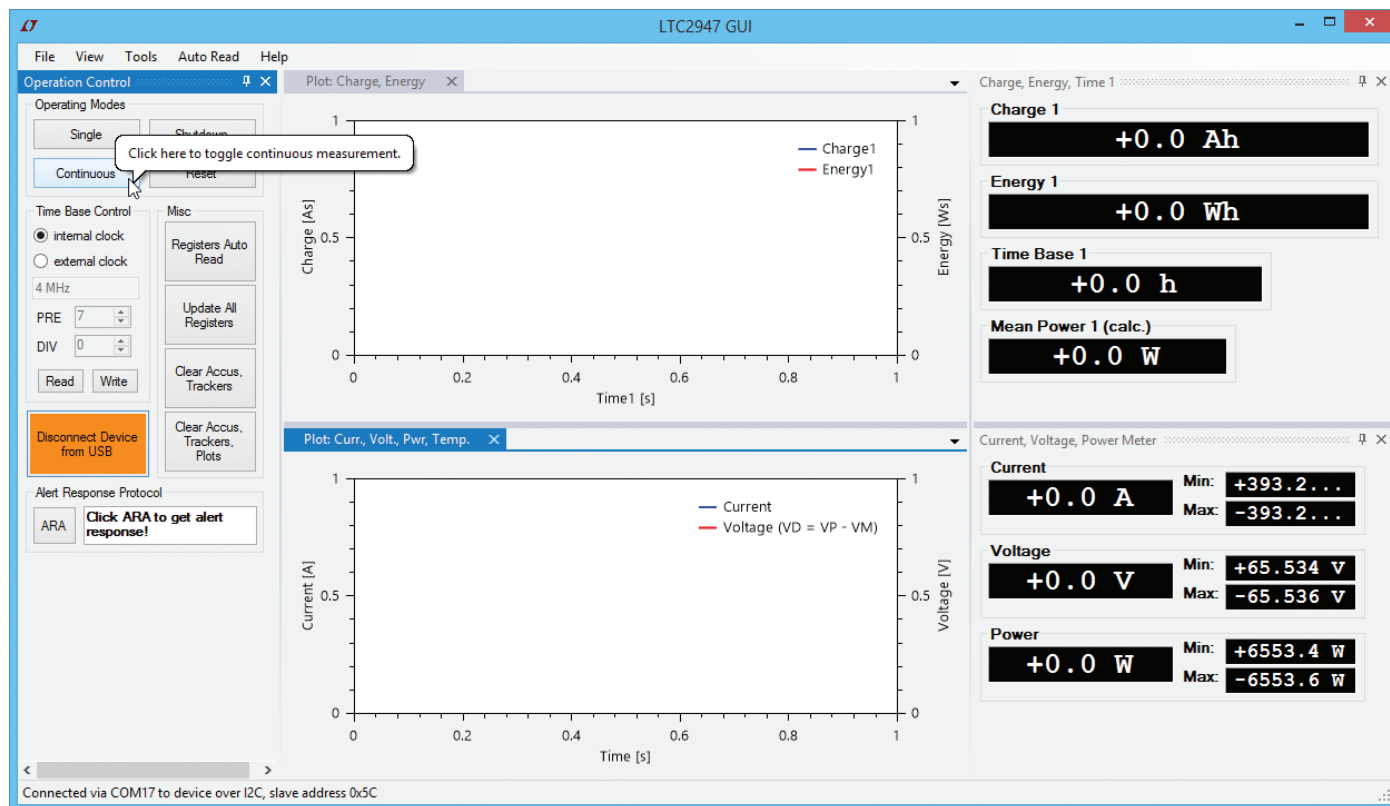 LTC2947 GUI
File View Tools Auto Read Help
Operation Control
Operating Modes
Single
Shutdown
Click here to toggle continuous measurement.
Continuous
Reset
Time Base Control
internal clock
external clock
4 MHz
PRE 7
DIV 0
Read Write
Misc
Registers Auto
Read
Update All
Registers
Clear Accus,
Trackers
Clear Accus,
Trackers,
Plots
Disconnect Device
from USB
Alert Response Protocol
ARA
Click ARA to get alert
response!
Plot: Charge, Energy
1
0.5
0
Charge [As]
Charge1
Energy1
1
0.5
0
Energy [Ws]
0 0.2 0.4 0.6 0.8 1
Time1 [s]
Plot: Curr., Volt., Pwr, Temp.
1
0.5
0
Current [A]
Current
Voltage (VD = VP - VM)
1
0.5
0
Voltage [V]
0 0.2 0.4 0.6 0.8 1
Time [s]
Charge, Energy, Time 1
Charge 1
+0.0 Ah
Energy 1
+0.0 Wh
Time Base 1
+0.0 h
Mean Power 1 (calc.)
+0.0 W
Current, Voltage, Power Meter
Current
+0.0 A
Min: +393.2...
Max: -393.2...
Voltage
+0.0 V
Min: +65.534 V
Max: -65.536 V
Power
+0.0 W
Min: +6553.4 W
Max: -6553.6 W
Connected via COM17 to device over I2C, slave address 0x5C